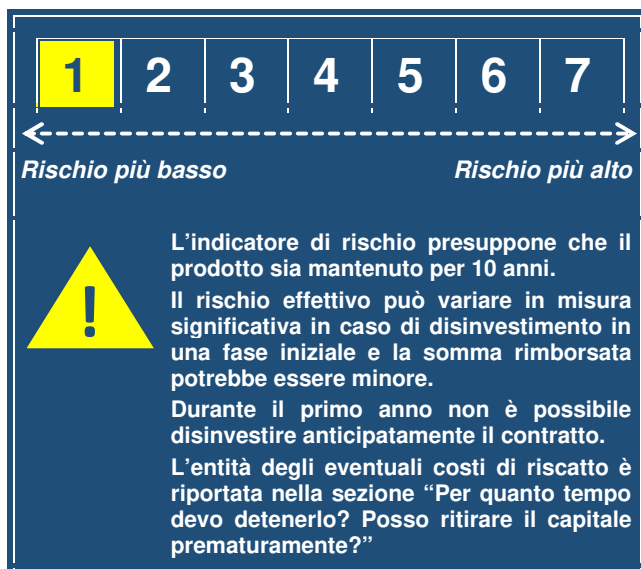 1 2 3 4 5 6 7
Rischio più basso Rischio più alto
L'indicatore di rischio presuppone che il
prodotto sia mantenuto per 10 anni.
!
Il rischio effettivo può variare in misura
significativa in caso di disinvestimento in
una fase iniziale e la somma rimborsata
potrebbe essere minore.
Durante il primo anno non è possibile
disinvestire anticipatamente il contratto.
L'entità degli eventuali costi di riscatto è
riportata nella sezione “Per quanto tempo
devo detenerlo? Posso ritirare il capitale
prematuramente?”